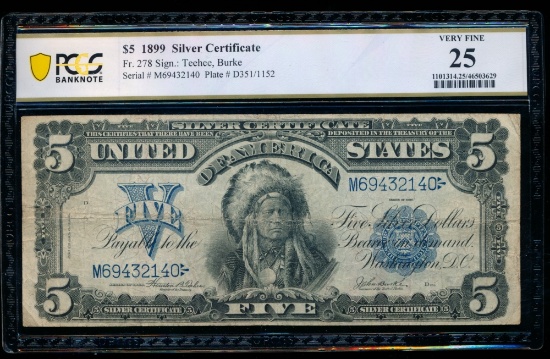 $5 1899 Silver Certificate
Fr. 278 Sign.: Teehee, Burke
Serial # M69432140 Plate # D351/1152
PCGS
BANKNOTE
VERY FINE
25
1101314.25/46503629
SILVER CERTIFICATE
THIS CERTIFIES THAT THERE HAVE BEEN DEPOSITED IN THE TREASURY OF THE
5 UNITED STATES 5
OF AMERICA
M69432140
V
FIVE
Five Silver Dollars
Payable to the Bearer on demand.
Washington, D.C.
M69432140
5 FIVE 5